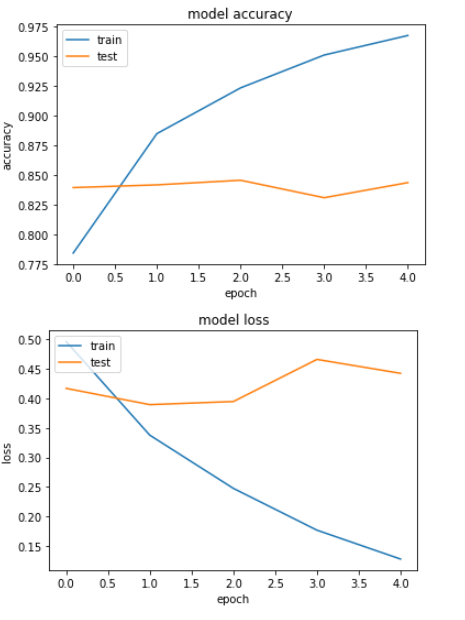 model accuracy
0.975
0.950
0.925
0.900
0.875
0.850
0.825
0.800
0.775
accuracy
train
test
0.0 0.5 1.0 1.5 2.0 2.5 3.0 3.5 4.0
epoch
model loss
0.50
0.45
0.40
0.35
0.30
0.25
0.20
0.15
loss
train
test
0.0 0.5 1.0 1.5 2.0 2.5 3.0 3.5 4.0
epoch